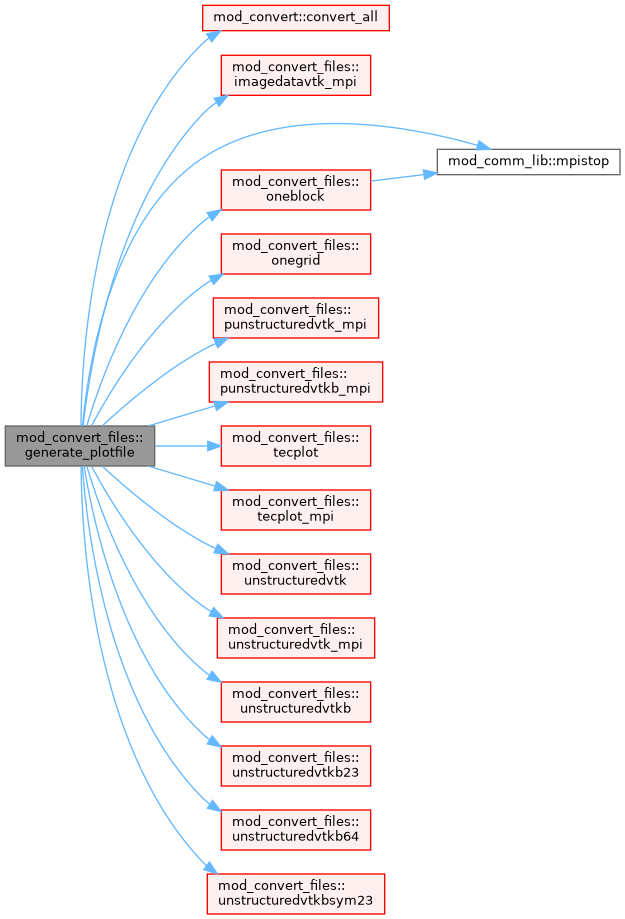 mod_convert::convert_all
mod_convert_files::
imagedatavtk_mpi
mod_comm_lib::mpistop
mod_convert_files::
oneblock
mod_convert_files::
onegrid
mod_convert_files::
punstructuredvtk_mpi
mod_convert_files::
punstructuredvtkb_mpi
mod_convert_files::
generate_plotfile
mod_convert_files::
tecplot
mod_convert_files::
tecplot_mpi
mod_convert_files::
unstructuredvtk
mod_convert_files::
unstructuredvtk_mpi
mod_convert_files::
unstructuredvtkb
mod_convert_files::
unstructuredvtkb23
mod_convert_files::
unstructuredvtkb64
mod_convert_files::
unstructuredvtkbsym23